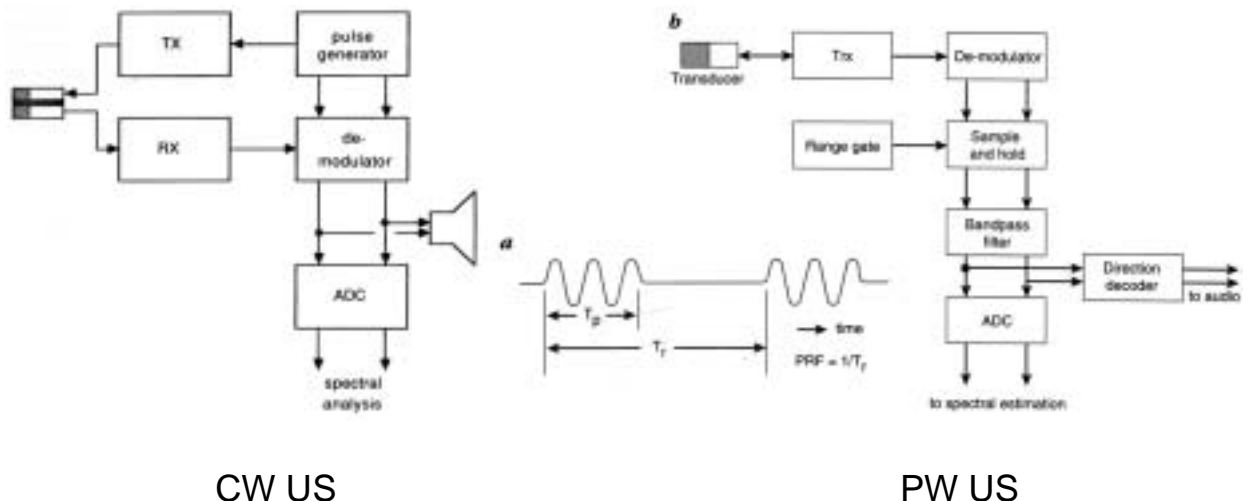 TX
pulse
generator
RX
de-
modulator
ADC
spectral
analysis
a
Tp
Tr
time
PRF = 1/Tr
b
Transducer
Trx
De-modulator
Range gate
Sample
and hold
Bandpass
filter
Direction
decoder
to audio
ADC
to spectral estimation
CW US
PW US